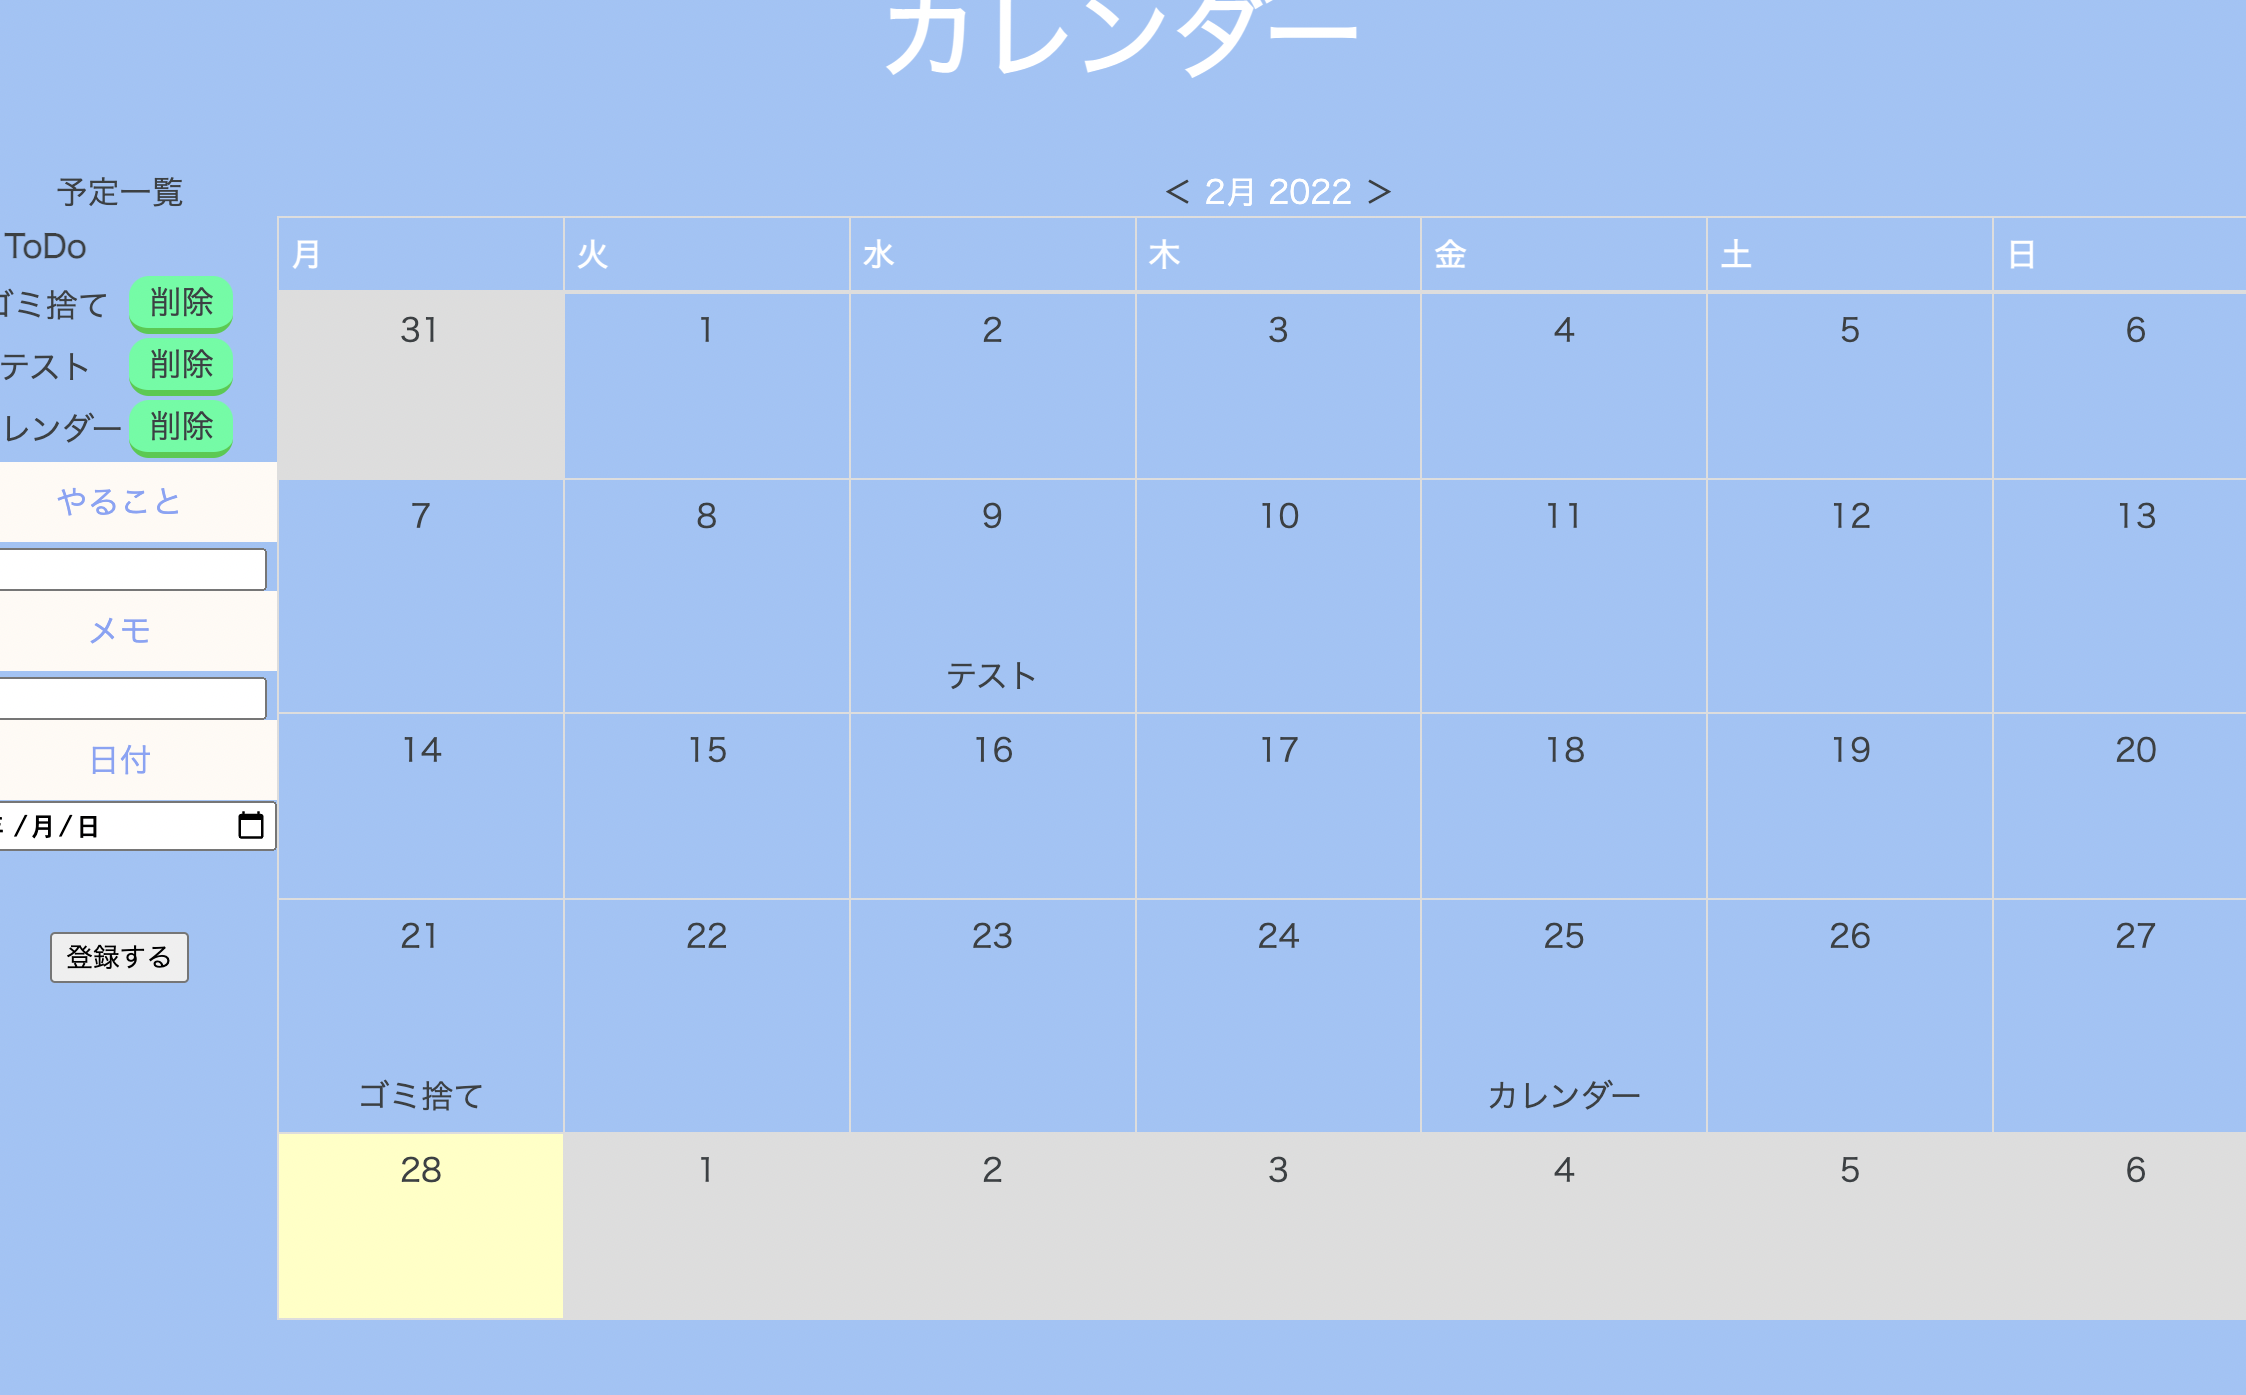 カレンダー
予定一覧
ToDo
ゴミ捨て 削除
テスト 削除
レンダー 削除
やること
メモ
日付
/月/日
登録する
< 2月 2022 >
月 火 水 木 金 土 日
31 1 2 3 4 5 6
7 8 9 10 11 12 13
テスト
14 15 16 17 18 19 20
21 22 23 24 25 26 27
ゴミ捨て カレンダー
28 1 2 3 4 5 6